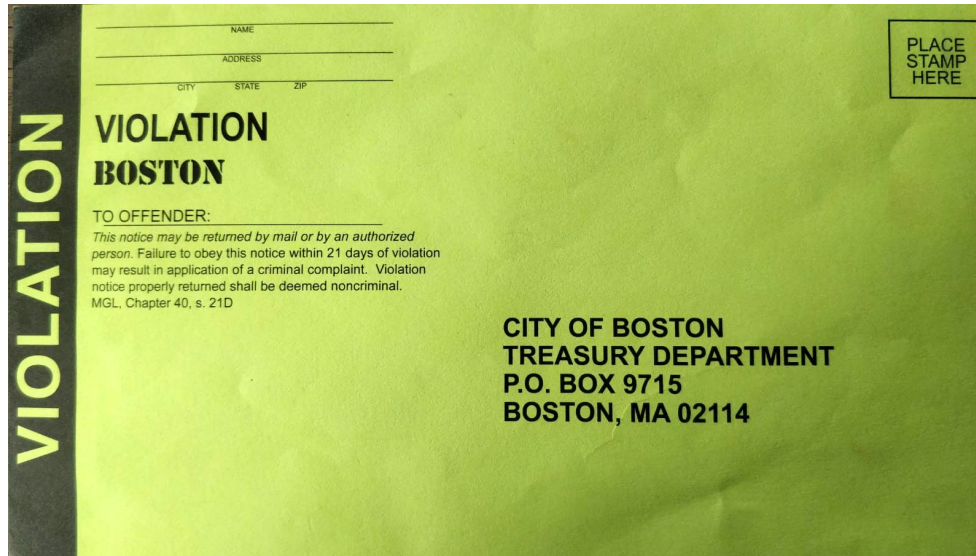 NAME
ADDRESS
CITY STATE ZIP
PLACE
STAMP
HERE
VIOLATION
VIOLATION
BOSTON
TO OFFENDER:
This notice may be returned by mail or by an authorized
person. Failure to obey this notice within 21 days of violation
may result in application of a criminal complaint. Violation
notice properly returned shall be deemed noncriminal.
MGL, Chapter 40, s. 21D
CITY OF BOSTON
TREASURY DEPARTMENT
P.O. BOX 9715
BOSTON, MA 02114